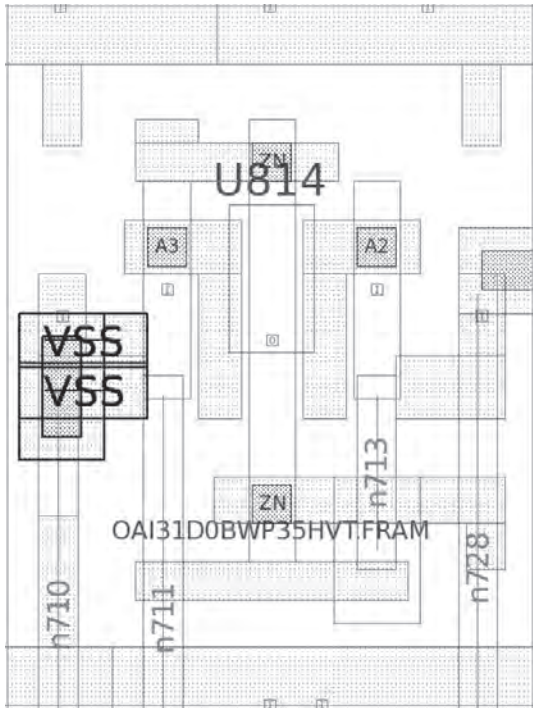 ZN
U814
A3
A2
VSS
VSS
n713
ZN
OAI31D0BWP35HVT.FRAM
n728
n710
n711